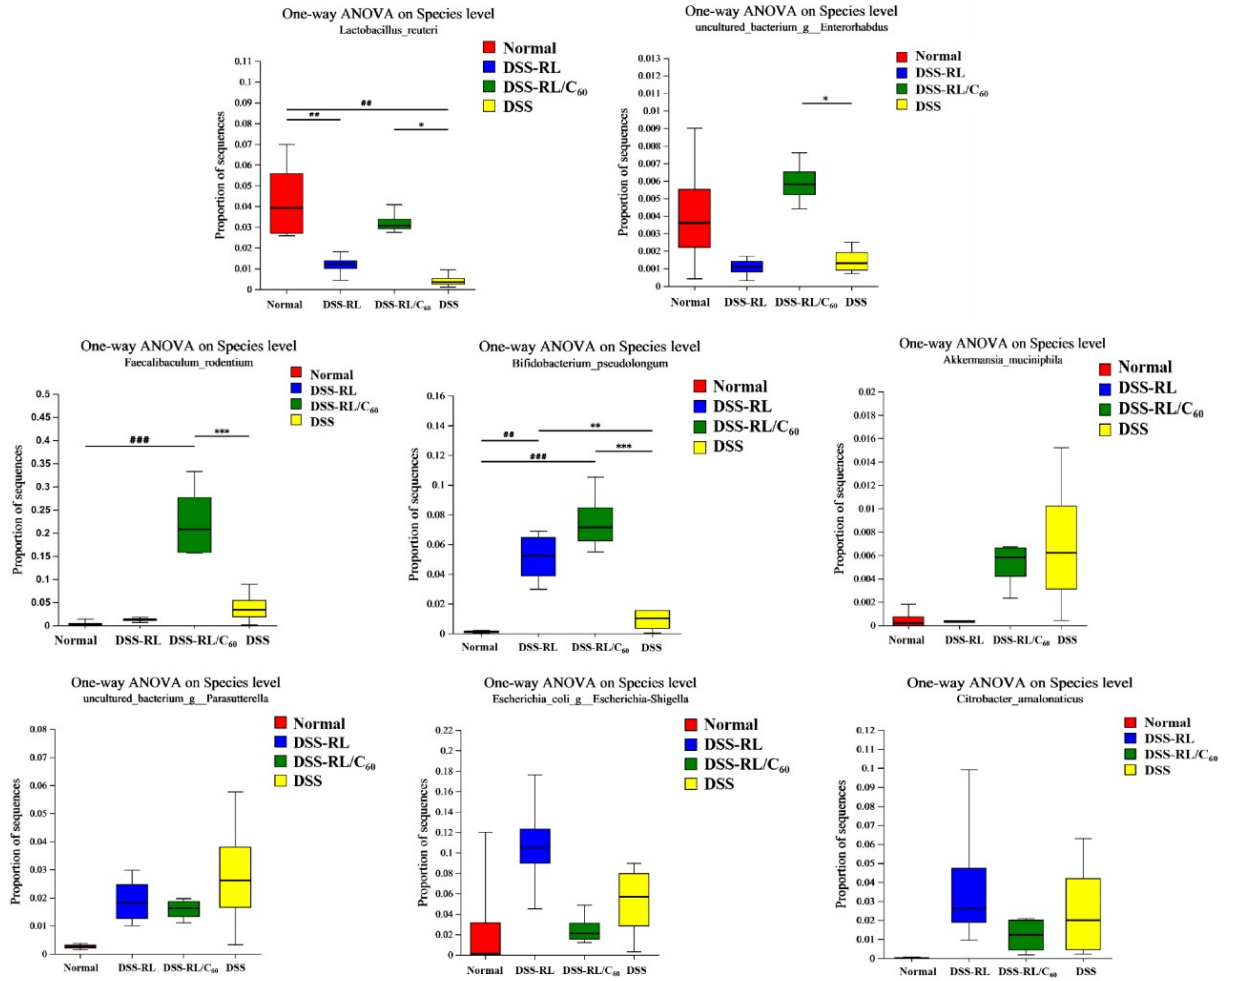 One-way ANOVA on Species level
Lactobacillus_reuteri
Normal
DSS-RL
DSS-RL/C₆₀
DSS
Proportion of sequences
0.11
0.1
0.09
0.08
0.07
0.06
0.05
0.04
0.03
0.02
0.01
0
##
##
*
Normal DSS-RL DSS-RL/C₆₀ DSS
One-way ANOVA on Species level
uncultured_bacterium_g__Enterorhabdus
Normal
DSS-RL
DSS-RL/C₆₀
DSS
Proportion of sequences
0.013
0.012
0.011
0.01
0.009
0.008
0.007
0.006
0.005
0.004
0.003
0.002
0.001
0
*
Normal DSS-RL DSS-RL/C₆₀ DSS
One-way ANOVA on Species level
Faecalibaculum_rodentium
Normal
DSS-RL
DSS-RL/C₆₀
DSS
Proportion of sequences
0.5
0.45
0.4
0.35
0.3
0.25
0.2
0.15
0.1
0.05
0
###
***
Normal DSS-RL DSS-RL/C₆₀ DSS
One-way ANOVA on Species level
Bifidobacterium_pseudolongum
Normal
DSS-RL
DSS-RL/C₆₀
DSS
Proportion of sequences
0.16
0.14
0.12
0.1
0.08
0.06
0.04
0.02
0
**
##
***
###
Normal DSS-RL DSS-RL/C₆₀ DSS
One-way ANOVA on Species level
Akkermansia_muciniphila
Normal
DSS-RL
DSS-RL/C₆₀
DSS
Proportion of sequences
0.02
0.018
0.016
0.014
0.012
0.01
0.008
0.006
0.004
0.002
0
Normal DSS-RL DSS-RL/C₆₀ DSS
One-way ANOVA on Species level
uncultured_bacterium_g__Parasutterella
Normal
DSS-RL
DSS-RL/C₆₀
DSS
Proportion of sequences
0.08
0.07
0.06
0.05
0.04
0.03
0.02
0.01
0
Normal DSS-RL DSS-RL/C₆₀ DSS
One-way ANOVA on Species level
Escherichia_coli_g__Escherichia-Shigella
Normal
DSS-RL
DSS-RL/C₆₀
DSS
Proportion of sequences
0.22
0.2
0.18
0.16
0.14
0.12
0.1
0.08
0.06
0.04
0.02
0
Normal DSS-RL DSS-RL/C₆₀ DSS
One-way ANOVA on Species level
Citrobacter_amalonaticus
Normal
DSS-RL
DSS-RL/C₆₀
DSS
Proportion of sequences
0.12
0.11
0.1
0.09
0.08
0.07
0.06
0.05
0.04
0.03
0.02
0.01
0
Normal DSS-RL DSS-RL/C₆₀ DSS